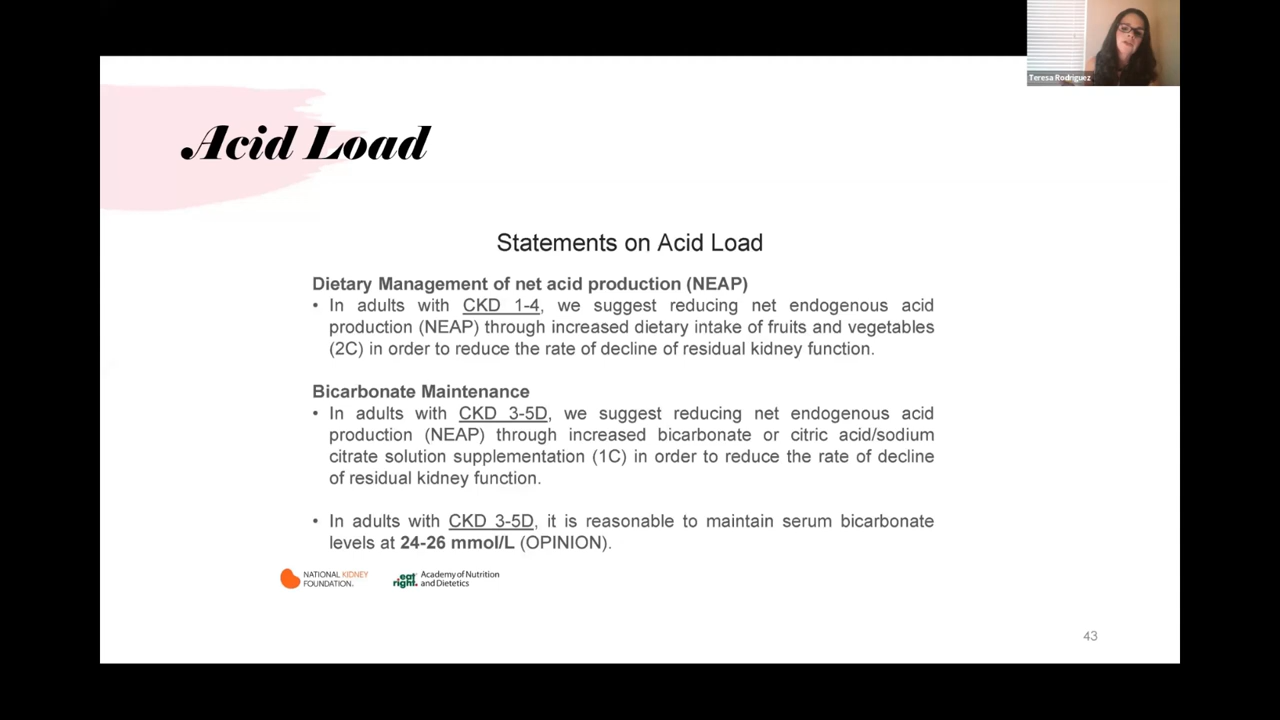 Teresa Rodriguez
Acid Load
Statements on Acid Load
Dietary Management of net acid production (NEAP)
• In adults with CKD 1-4, we suggest reducing net endogenous acid
production (NEAP) through increased dietary intake of fruits and vegetables
(2C) in order to reduce the rate of decline of residual kidney function.
Bicarbonate Maintenance
• In adults with CKD 3-5D, we suggest reducing net endogenous acid
production (NEAP) through increased bicarbonate or citric acid/sodium
citrate solution supplementation (1C) in order to reduce the rate of decline
of residual kidney function.
• In adults with CKD 3-5D, it is reasonable to maintain serum bicarbonate
levels at 24-26 mmol/L (OPINION).
NATIONAL KIDNEY
FOUNDATION.
eat
right.
Academy of Nutrition
and Dietetics
43